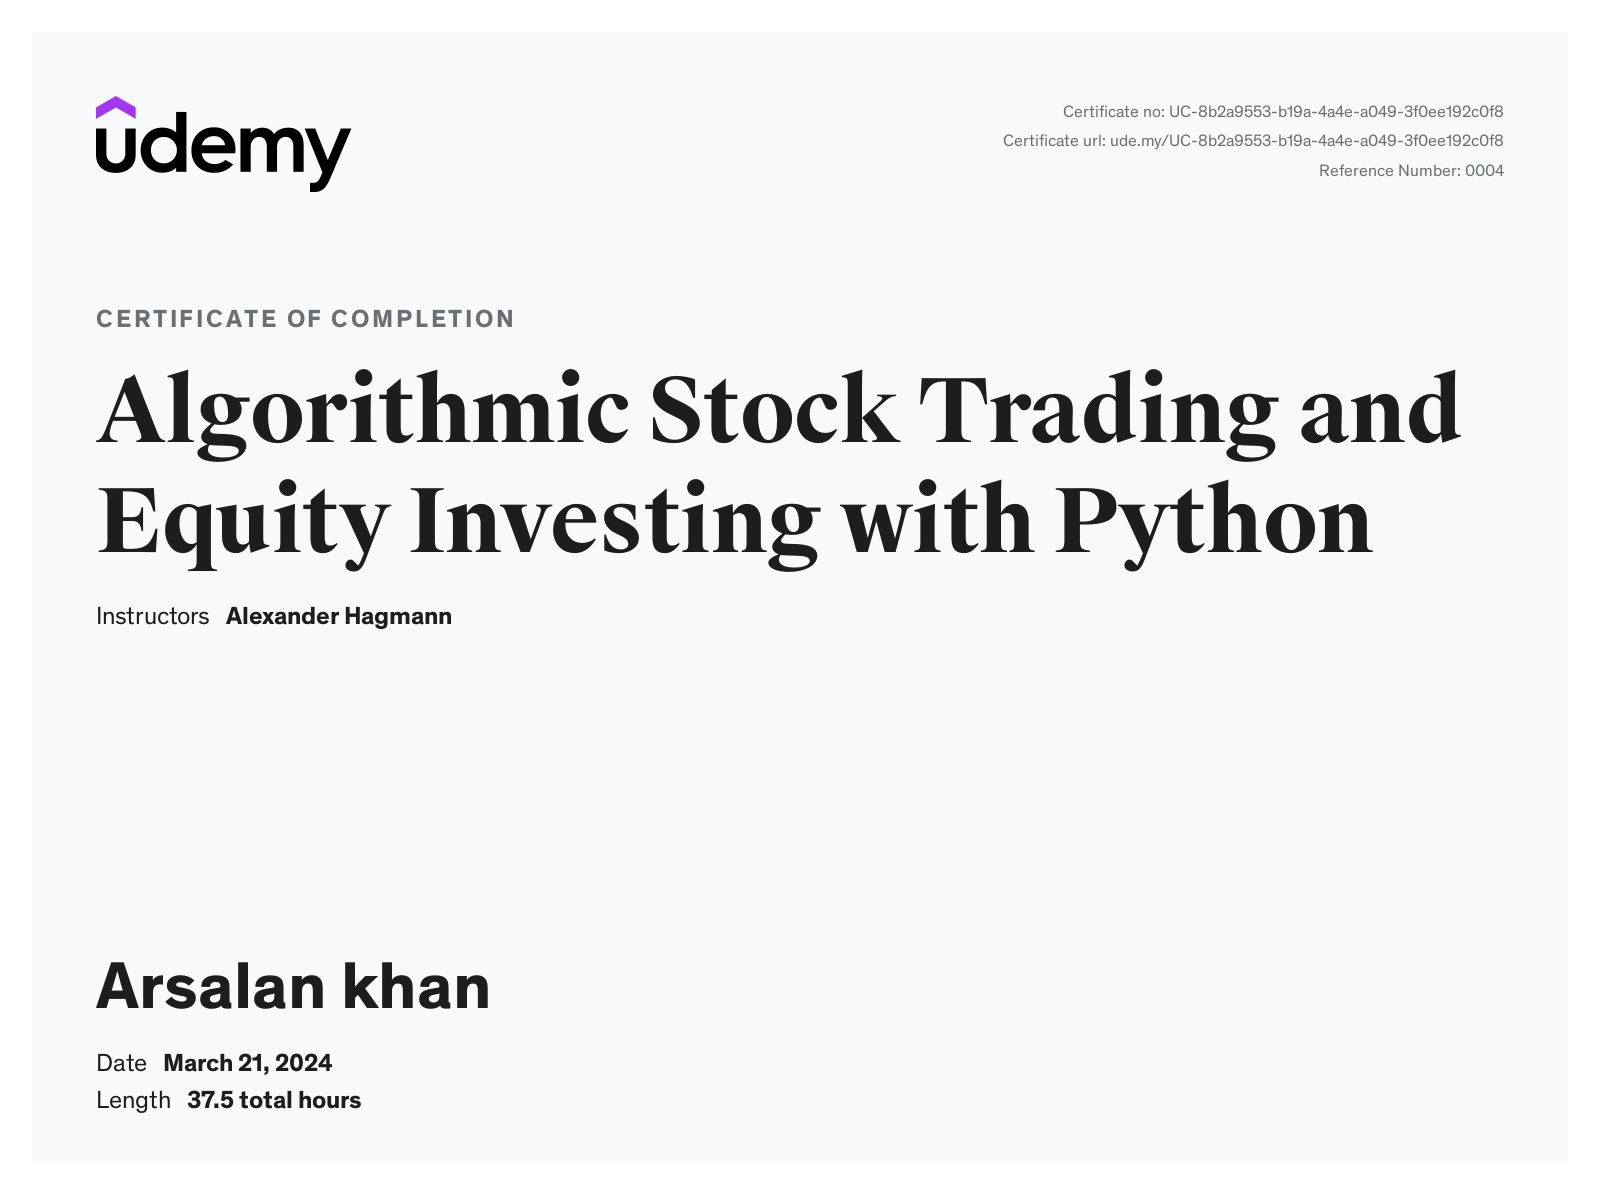 udemy
Certificate no: UC-8b2a9553-b19a-4a4e-a049-3f0ee192c0f8
Certificate url: ude.my/UC-8b2a9553-b19a-4a4e-a049-3f0ee192c0f8
Reference Number: 0004
CERTIFICATE OF COMPLETION
Algorithmic Stock Trading and
Equity Investing with Python
Instructors Alexander Hagmann
Arsalan khan
Date March 21, 2024
Length 37.5 total hours